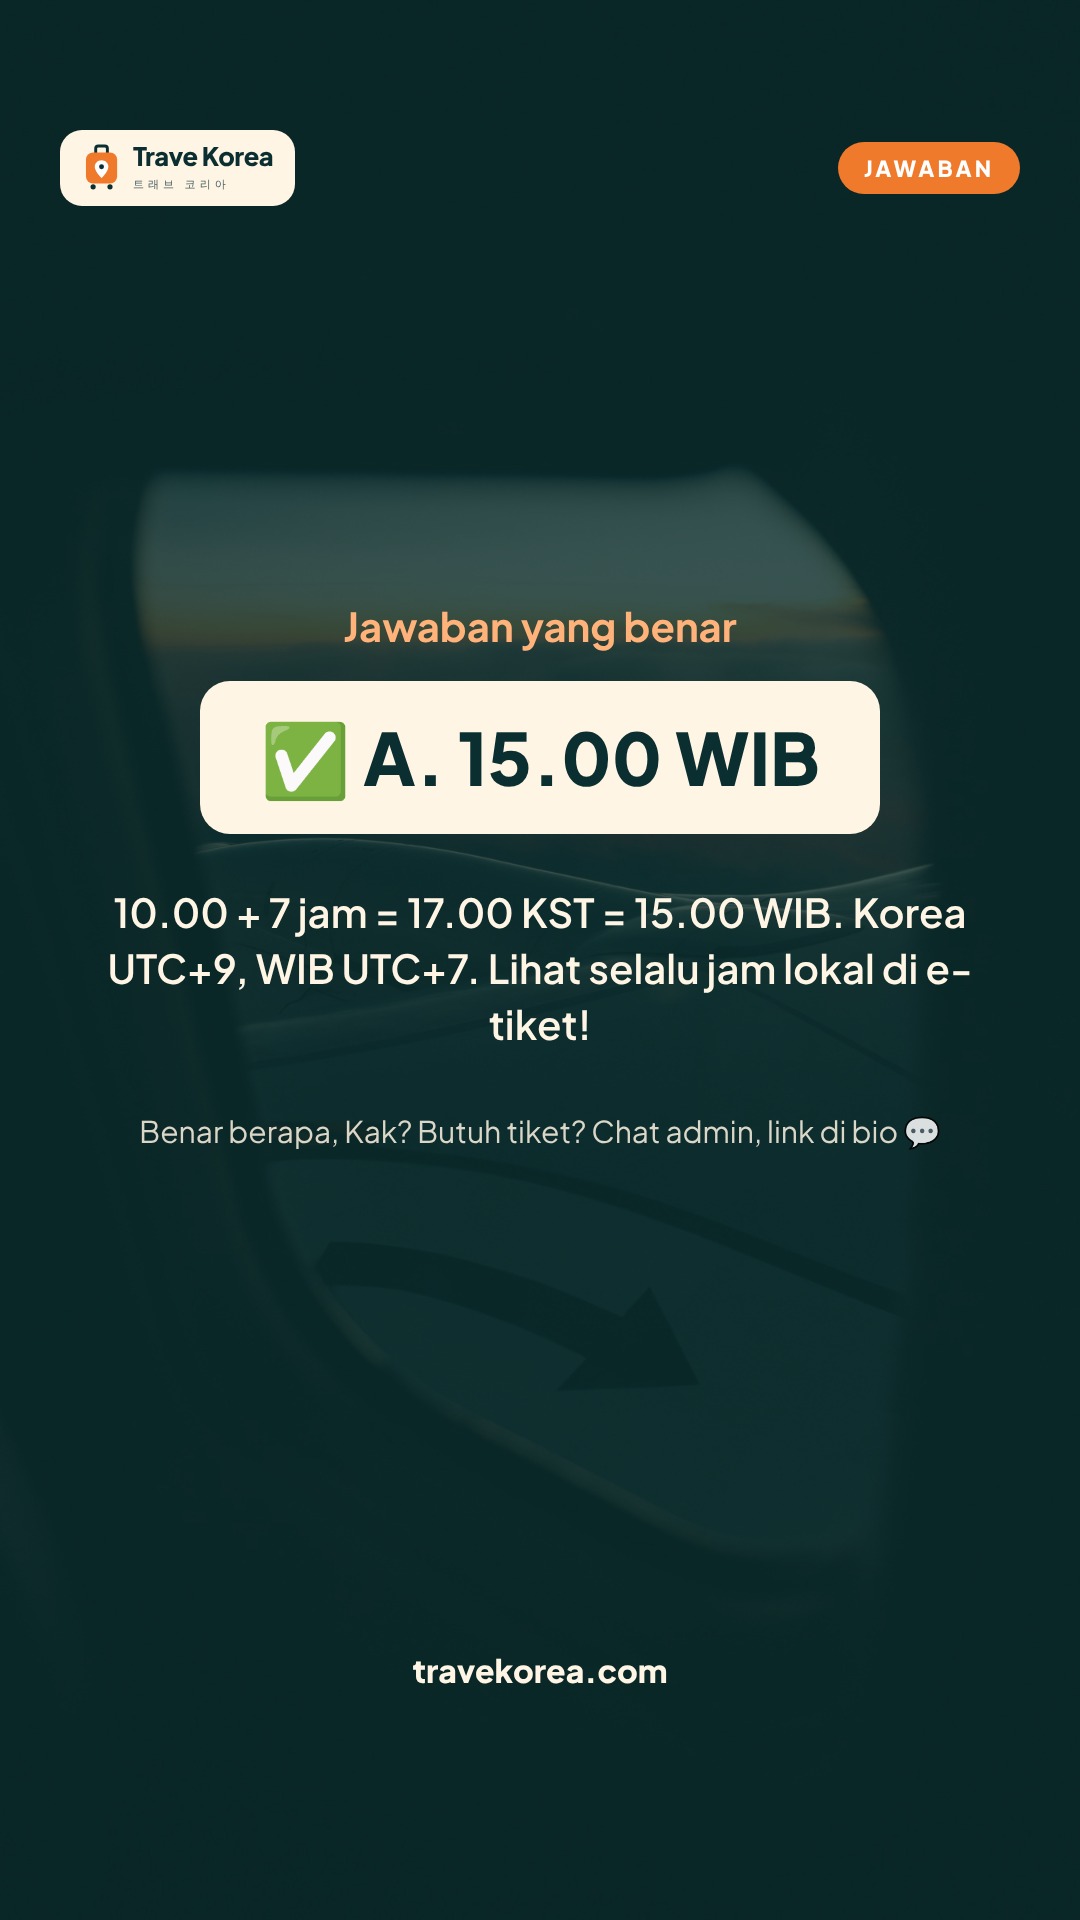 Trave Korea
트래브 코리아
JAWABAN
Jawaban yang benar
✅ A. 15.00 WIB
10.00 + 7 jam = 17.00 KST = 15.00 WIB. Korea
UTC+9, WIB UTC+7. Lihat selalu jam lokal di e-
tiket!
Benar berapa, Kak? Butuh tiket? Chat admin, link di bio 💬
travekorea.com